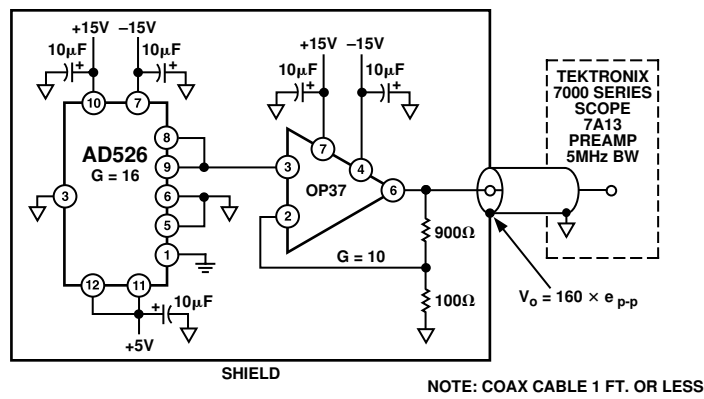 +15V –15V
10µF
+
+
10µF
10
7
8
AD526
9
G = 16
3
6
5
1
12
11
10µF
+
+5V
+15V –15V
10µF
+
+
10µF
7
4
3
OP37
6
2
900Ω
G = 10
100Ω
TEKTRONIX
7000 SERIES
SCOPE
7A13
PREAMP
5MHz BW
Vo = 160 × e p-p
SHIELD
NOTE: COAX CABLE 1 FT. OR LESS